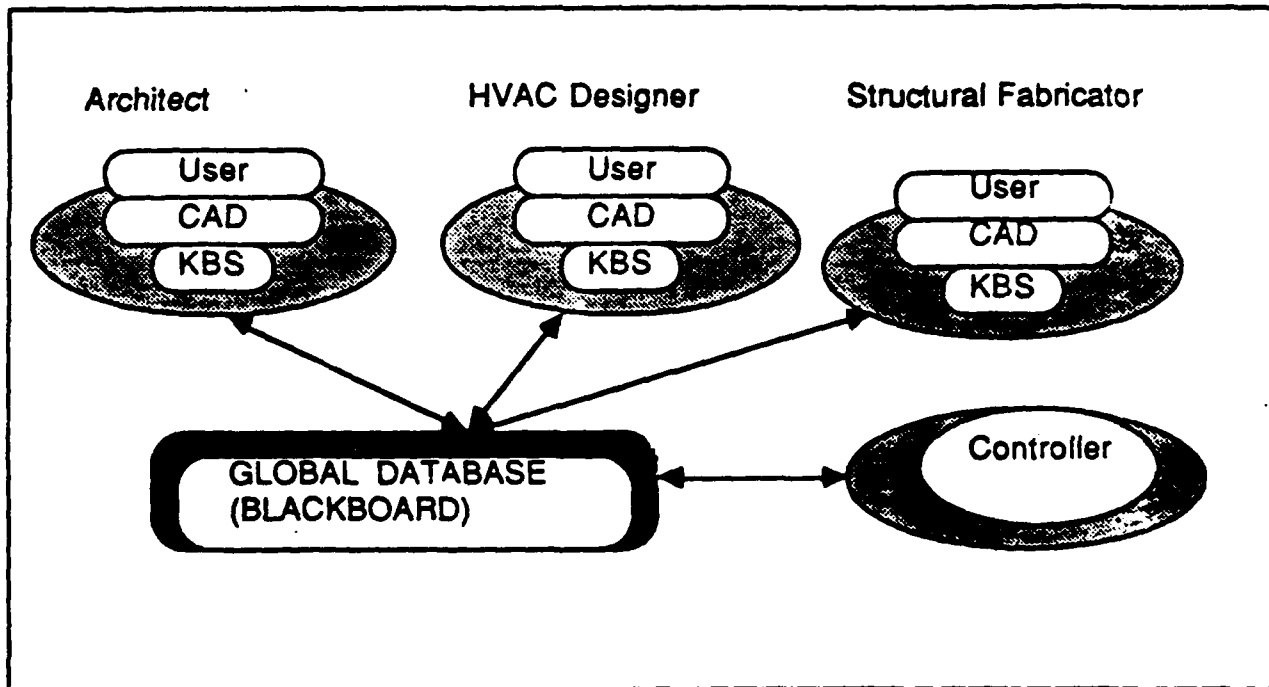 Architect
HVAC Designer
Structural Fabricator
User
CAD
KBS
User
CAD
KBS
User
CAD
KBS
GLOBAL DATABASE
(BLACKBOARD)
Controller